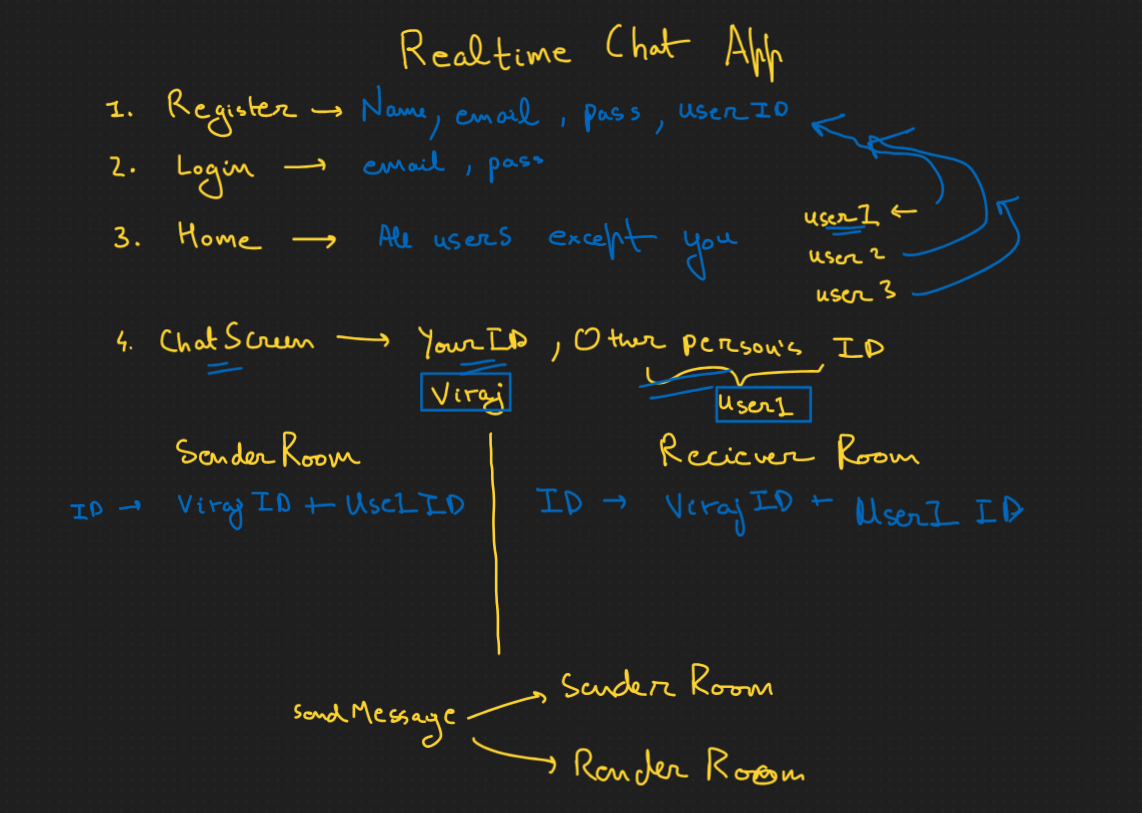 Realtime Chat App
1. Register → Name, email, pass, userID
2. Login → email, pass
3. Home → All users except you
user1 ←
user 2
user 3
4. ChatScreen → YourID, Other person's ID
Viraj
User1
SenderRoom
Reciever Room
ID → Viraj ID + Use1 ID
ID → Viraj ID + User1 ID
sendMessage
Sender Room
Render Room